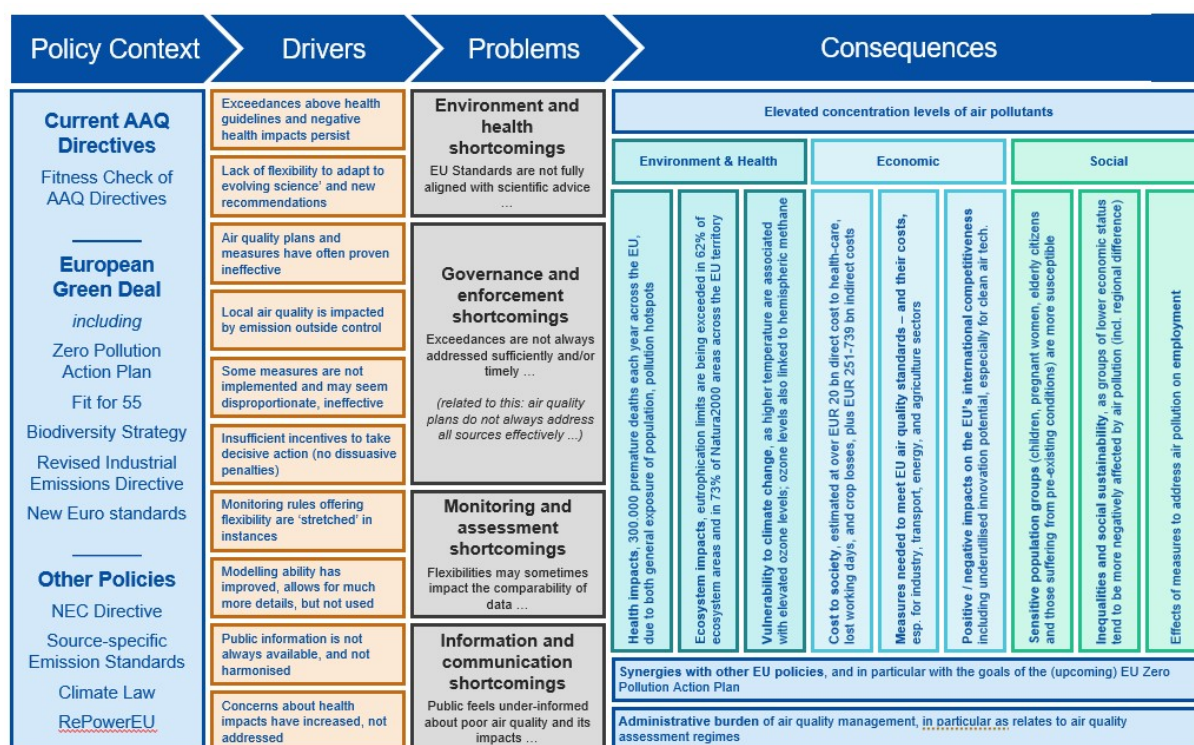 Policy Context
Drivers
Problems
Consequences
Current AAQ
Directives
Fitness Check of
AAQ Directives
European
Green Deal
including
Zero Pollution
Action Plan
Fit for 55
Biodiversity Strategy
Revised Industrial
Emissions Directive
New Euro standards
Other Policies
NEC Directive
Source-specific
Emission Standards
Climate Law
RePowerEU
Exceedances above health
guidelines and negative
health impacts persist
Lack of flexibility to adapt to
evolving science' and new
recommendations
Air quality plans and
measures have often proven
ineffective
Local air quality is impacted
by emission outside control
Some measures are not
implemented and may seem
disproportionate, ineffective
Insufficient incentives to take
decisive action (no dissuasive
penalties)
Monitoring rules offering
flexibility are 'stretched' in
instances
Modelling ability has
improved, allows for much
more details, but not used
Public information is not
always available, and not
harmonised
Concerns about health
impacts have increased, not
addressed
Environment and
health
shortcomings
EU Standards are not fully
aligned with scientific advice
...
Governance and
enforcement
shortcomings
Exceedances are not always
addressed sufficiently and/or
timely ...
(related to this: air quality
plans do not always address
all sources effectively ...)
Monitoring and
assessment
shortcomings
Flexibilities may sometimes
impact the comparability of
data ...
Information and
communication
shortcomings
Public feels under-informed
about poor air quality and its
impacts ...
Elevated concentration levels of air pollutants
Environment & Health
Economic
Social
Health impacts, 300.000 premature deaths each year across the EU,
due to both general exposure of population, pollution hotspots
Ecosystem impacts, eutrophication limits are being exceeded in 62% of
ecosystem areas and in 73% of Natura2000 areas across the EU territory
Vulnerability to climate change, as higher temperature are associated
with elevated ozone levels; ozone levels also linked to hemispheric methane
Cost to society, estimated at over EUR 20 bn direct cost to health-care,
lost working days, and crop losses, plus EUR 251-739 bn indirect costs
Measures needed to meet EU air quality standards – and their costs,
esp. for industry, transport, energy, and agriculture sectors
Positive / negative impacts on the EU's international competitiveness
including underutilised innovation potential, especially for clean air tech.
Sensitive population groups (children, pregnant women, elderly citizens
and those suffering from pre-existing conditions) are more susceptible
Inequalities and social sustainability, as groups of lower economic status
tend to be more negatively affected by air pollution (incl. regional difference)
Effects of measures to address air pollution on employment
Synergies with other EU policies, and in particular with the goals of the (upcoming) EU Zero
Pollution Action Plan
Administrative burden of air quality management, in particular as relates to air quality
assessment regimes